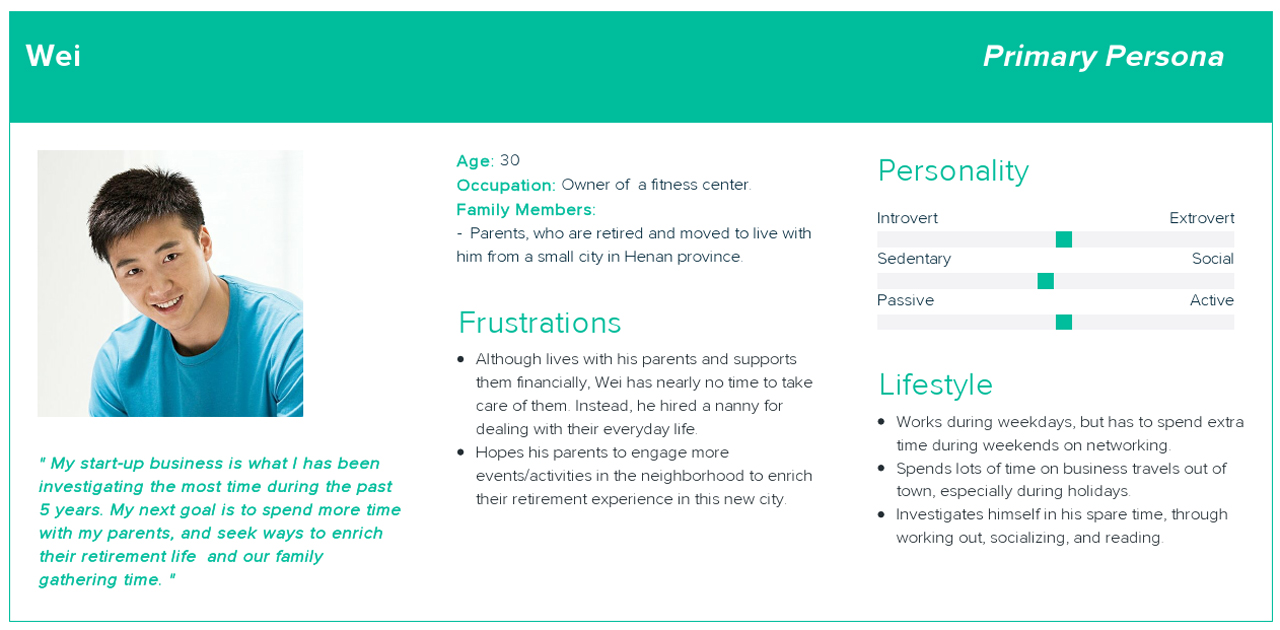 Wei
Primary Persona
" My start-up business is what I has been
investigating the most time during the past
5 years. My next goal is to spend more time
with my parents, and seek ways to enrich
their retirement life  and our family
gathering time. "
Age: 30
Occupation: Owner of  a fitness center.
Family Members:
-  Parents, who are retired and moved to live with
him from a small city in Henan province.
Frustrations
• Although lives with his parents and supports
them financially, Wei has nearly no time to take
care of them. Instead, he hired a nanny for
dealing with their everyday life.
• Hopes his parents to engage more
events/activities in the neighborhood to enrich
their retirement experience in this new city.
Personality
Introvert Extrovert
Sedentary Social
Passive Active
Lifestyle
• Works during weekdays, but has to spend extra
time during weekends on networking.
• Spends lots of time on business travels out of
town, especially during holidays.
• Investigates himself in his spare time, through
working out, socializing, and reading.